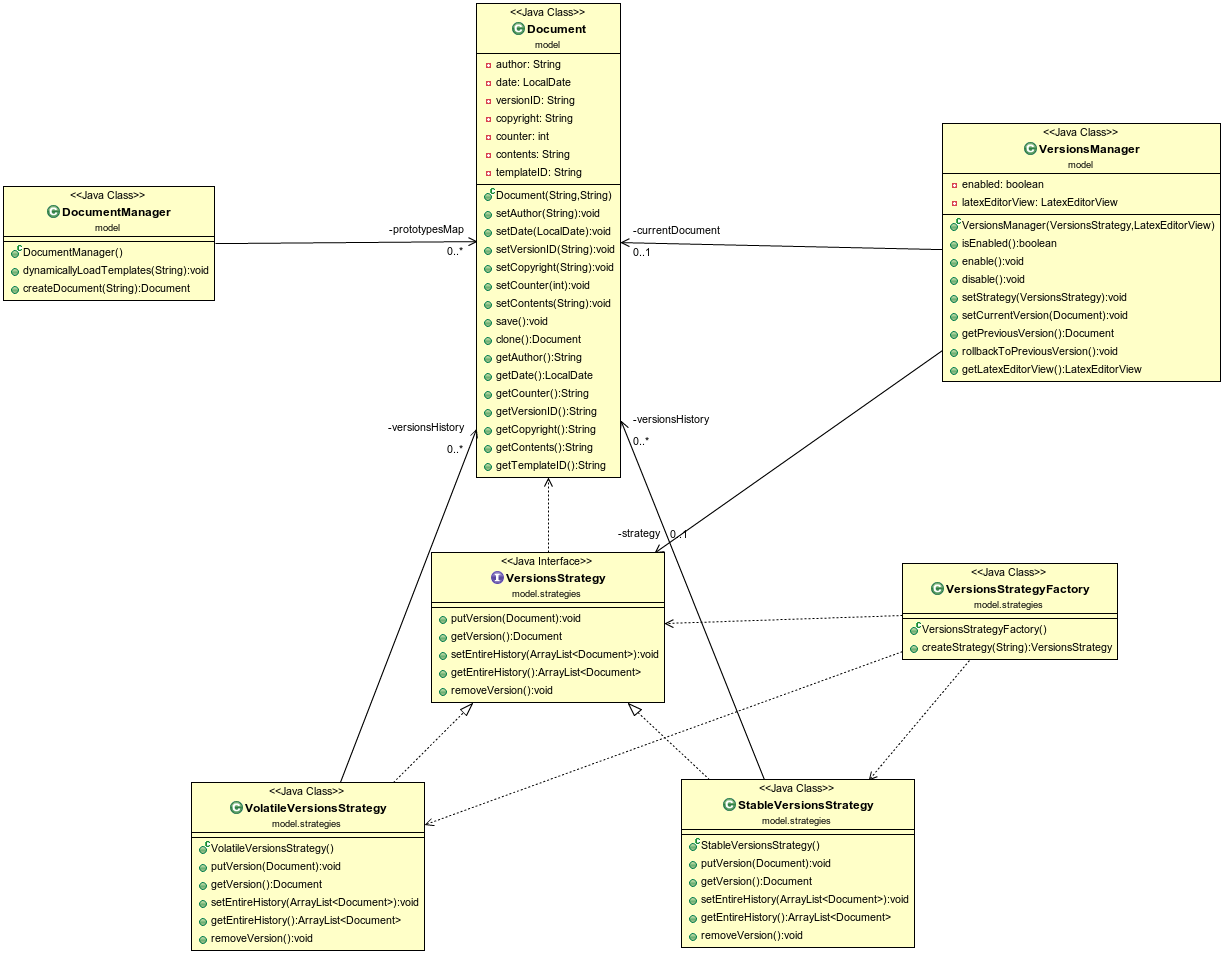 <<Java Class>>
Document
model
author: String
date: LocalDate
versionID: String
copyright: String
counter: int
contents: String
templateID: String
Document(String,String)
setAuthor(String):void
setDate(LocalDate):void
setVersionID(String):void
setCopyright(String):void
setCounter(int):void
setContents(String):void
save():void
clone():Document
getAuthor():String
getDate():LocalDate
getCounter():String
getVersionID():String
getCopyright():String
getContents():String
getTemplateID():String
<<Java Class>>
VersionsManager
model
enabled: boolean
latexEditorView: LatexEditorView
VersionsManager(VersionsStrategy,LatexEditorView)
isEnabled():boolean
enable():void
disable():void
setStrategy(VersionsStrategy):void
setCurrentVersion(Document):void
getPreviousVersion():Document
rollbackToPreviousVersion():void
getLatexEditorView():LatexEditorView
<<Java Class>>
DocumentManager
model
DocumentManager()
dynamicallyLoadTemplates(String):void
createDocument(String):Document
-prototypesMap
0..*
-currentDocument
0..1
-versionsHistory
0..*
-versionsHistory
0..*
-strategy
0..1
<<Java Interface>>
VersionsStrategy
model.strategies
putVersion(Document):void
getVersion():Document
setEntireHistory(ArrayList<Document>):void
getEntireHistory():ArrayList<Document>
removeVersion():void
<<Java Class>>
VersionsStrategyFactory
model.strategies
VersionsStrategyFactory()
createStrategy(String):VersionsStrategy
<<Java Class>>
VolatileVersionsStrategy
model.strategies
VolatileVersionsStrategy()
putVersion(Document):void
getVersion():Document
setEntireHistory(ArrayList<Document>):void
getEntireHistory():ArrayList<Document>
removeVersion():void
<<Java Class>>
StableVersionsStrategy
model.strategies
StableVersionsStrategy()
putVersion(Document):void
getVersion():Document
setEntireHistory(ArrayList<Document>):void
getEntireHistory():ArrayList<Document>
removeVersion():void